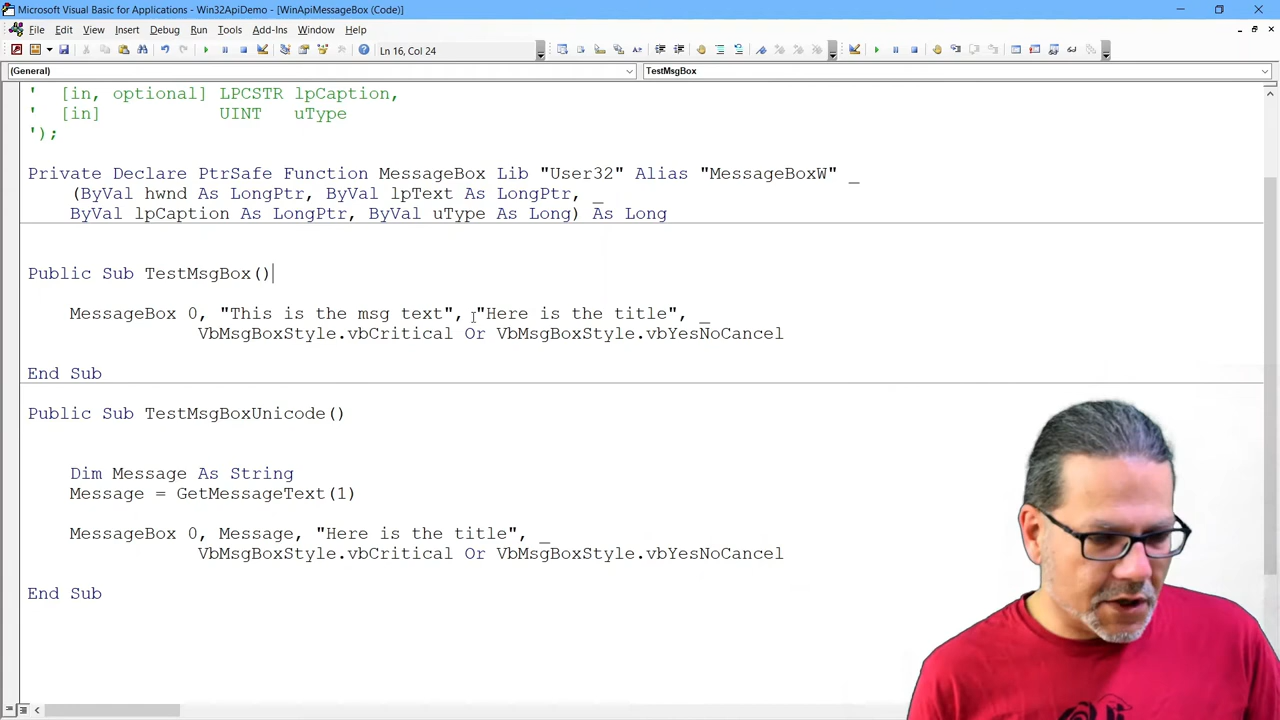 Microsoft Visual Basic for Applications - Win32ApiDemo - [WinApiMessageBox (Code)]
File Edit View Insert Debug Run Tools Add-Ins Window Help
Ln 16, Col 24
(General) TestMsgBox
' [in, optional] LPCSTR lpCaption,
' [in] UINT uType
');
Private Declare PtrSafe Function MessageBox Lib "User32" Alias "MessageBoxW" _
(ByVal hwnd As LongPtr, ByVal lpText As LongPtr, _
ByVal lpCaption As LongPtr, ByVal uType As Long) As Long
Public Sub TestMsgBox()
MessageBox 0, "This is the msg text", "Here is the title", _
VbMsgBoxStyle.vbCritical Or VbMsgBoxStyle.vbYesNoCancel
End Sub
Public Sub TestMsgBoxUnicode()
Dim Message As String
Message = GetMessageText(1)
MessageBox 0, Message, "Here is the title", _
VbMsgBoxStyle.vbCritical Or VbMsgBoxStyle.vbYesNoCancel
End Sub